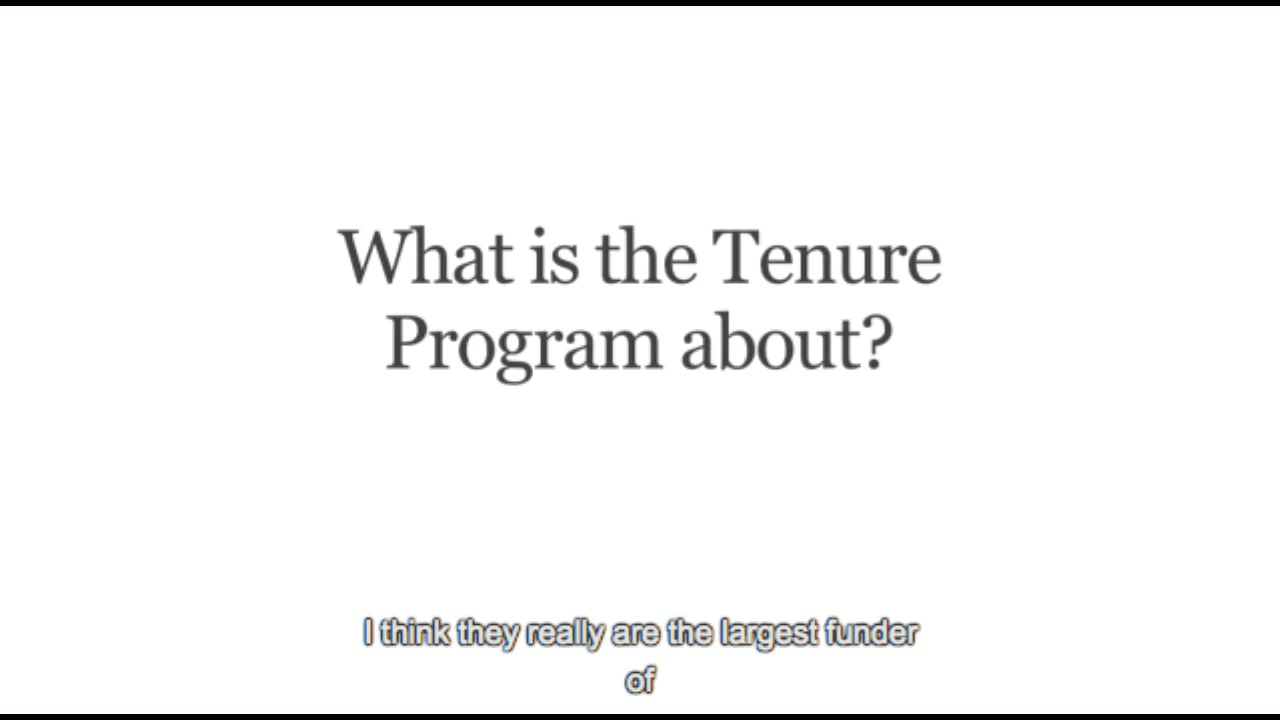 What is the Tenure
Program about?
I think they really are the largest funder
of